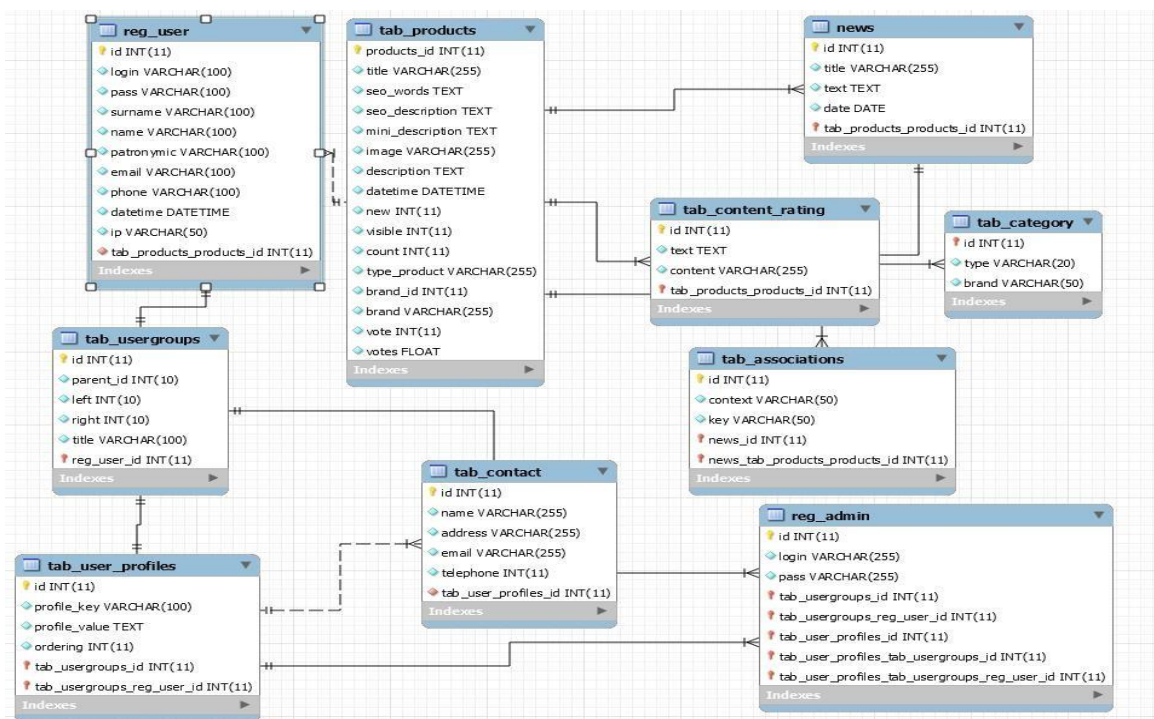 reg_user
id INT(11)
login VARCHAR(100)
pass VARCHAR(100)
surname VARCHAR(100)
name VARCHAR(100)
patronymic VARCHAR(100)
email VARCHAR(100)
phone VARCHAR(100)
datetime DATETIME
ip VARCHAR(50)
tab_products_products_id INT(11)
Indexes
tab_products
products_id INT(11)
title VARCHAR(255)
seo_words TEXT
seo_description TEXT
mini_description TEXT
image VARCHAR(255)
description TEXT
datetime DATETIME
new INT(11)
visible INT(11)
count INT(11)
type_product VARCHAR(255)
brand_id INT(11)
brand VARCHAR(255)
vote INT(11)
votes FLOAT
Indexes
news
id INT(11)
title VARCHAR(255)
text TEXT
date DATE
tab_products_products_id INT(11)
Indexes
tab_content_rating
id INT(11)
text TEXT
content VARCHAR(255)
tab_products_products_id INT(11)
Indexes
tab_category
id INT(11)
type VARCHAR(20)
brand VARCHAR(50)
Indexes
tab_usergroups
id INT(11)
parent_id INT(10)
left INT(10)
right INT(10)
title VARCHAR(100)
reg_user_id INT(11)
Indexes
tab_associations
id INT(11)
context VARCHAR(50)
key VARCHAR(50)
news_id INT(11)
news_tab_products_products_id INT(11)
Indexes
tab_contact
id INT(11)
name VARCHAR(255)
address VARCHAR(255)
email VARCHAR(255)
telephone INT(11)
tab_user_profiles_id INT(11)
Indexes
reg_admin
id INT(11)
login VARCHAR(255)
pass VARCHAR(255)
tab_usergroups_id INT(11)
tab_usergroups_reg_user_id INT(11)
tab_user_profiles_id INT(11)
tab_user_profiles_tab_usergroups_id INT(11)
tab_user_profiles_tab_usergroups_reg_user_id INT(11)
Indexes
tab_user_profiles
id INT(11)
profile_key VARCHAR(100)
profile_value TEXT
ordering INT(11)
tab_usergroups_id INT(11)
tab_usergroups_reg_user_id INT(11)
Indexes